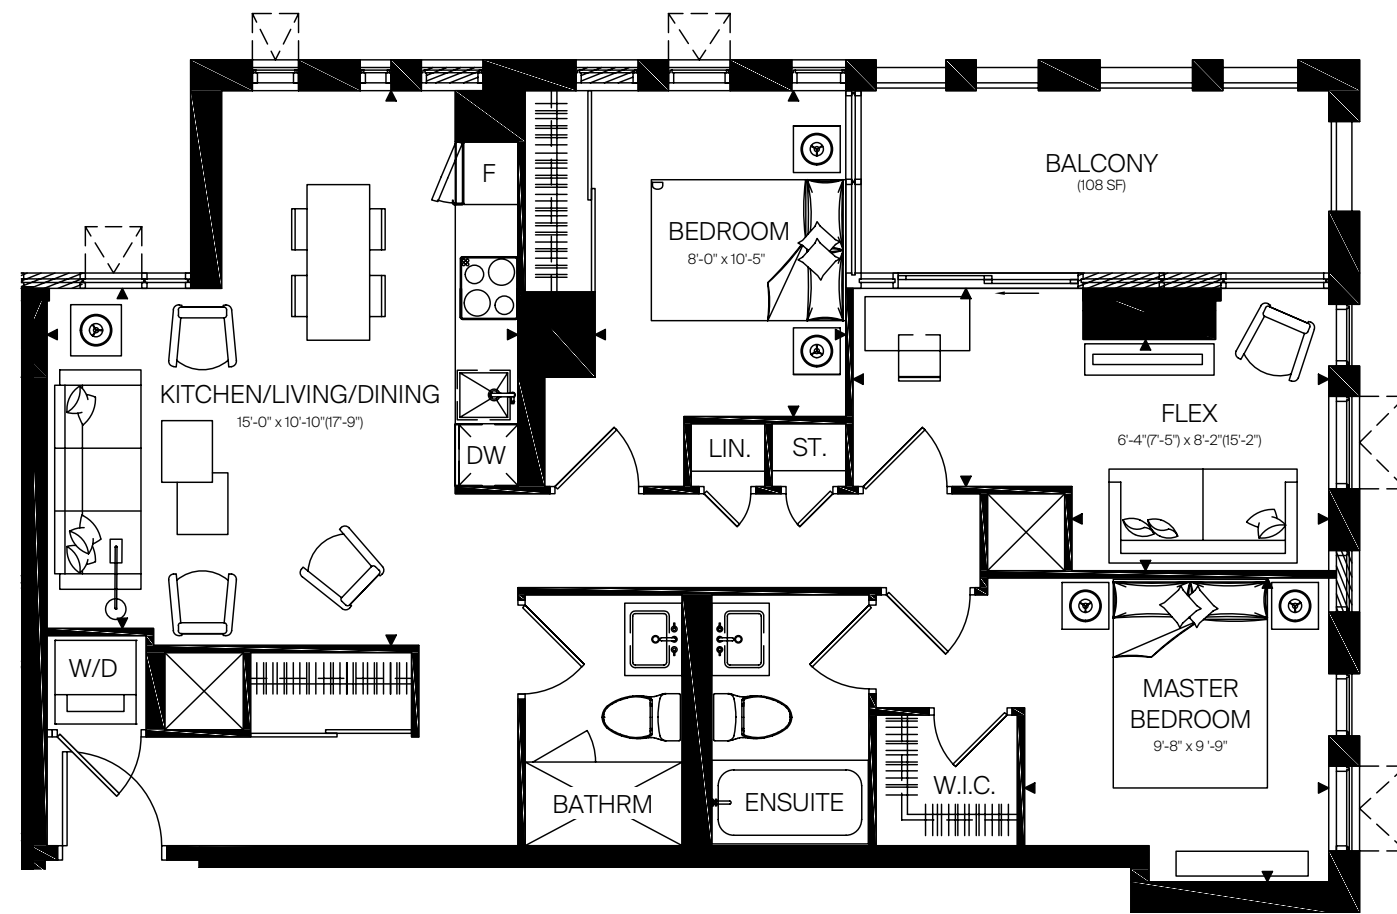 BALCONY
(108 SF)
F
BEDROOM
8'-0" x 10'-5"
KITCHEN/LIVING/DINING
15'-0" x 10'-10"(17'-9")
FLEX
6'-4"(7'-5") x 8'-2"(15'-2")
DW
LIN.
ST.
W/D
MASTER
BEDROOM
9'-8" x 9 '-9"
W.I.C.
BATHRM
ENSUITE